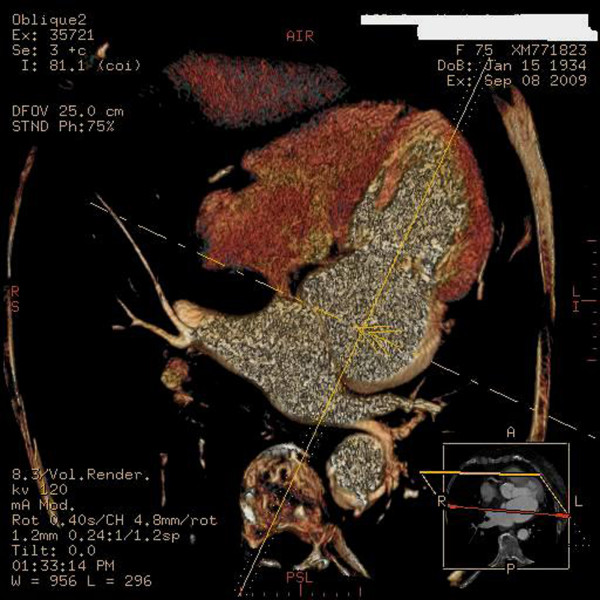 Oblique2
Ex: 35721
Se: 3 +c
I: 81.1 (coi)
DFOV 25.0 cm
STND Ph:75%
AIR
F 75 XM771823
DoB: Jan 15 1934
Ex: Sep 08 2009
R
S
L
I
8.3/Vol.Render.
kv 120
mA Mod.
Rot 0.40s/CH 4.8mm/rot
1.2mm 0.24:1/1.2sp
Tilt: 0.0
01:33:14 PM
W = 956 L = 296
PSL
A
R
L
P